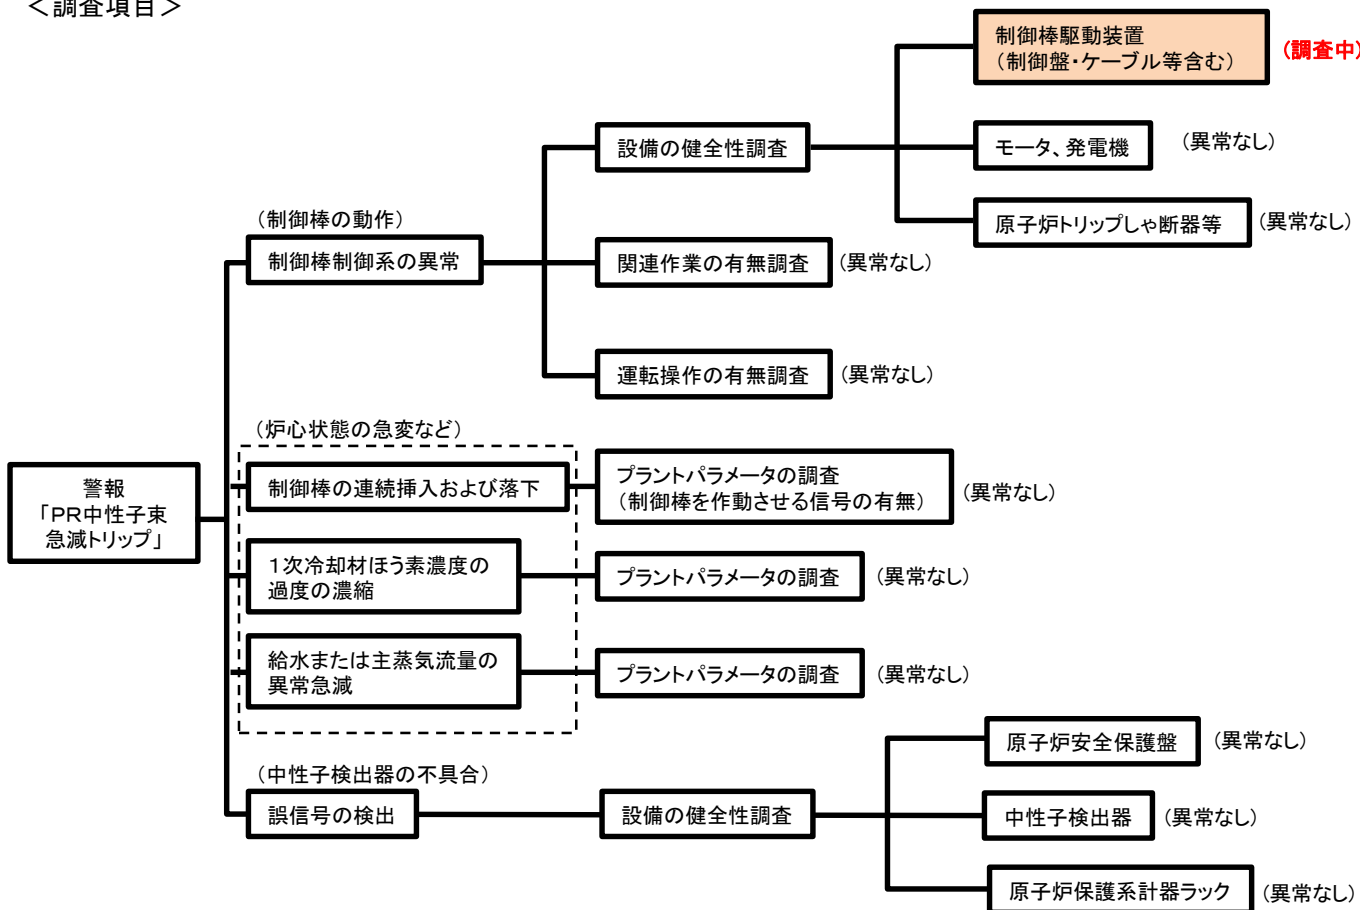 ＜調査項目＞
制御棒駆動装置
（制御盤・ケーブル等含む）
（調査中）
設備の健全性調査
モータ、発電機
（異常なし）
（制御棒の動作）
原子炉トリップしゃ断器等
（異常なし）
制御棒制御系の異常
関連作業の有無調査
（異常なし）
運転操作の有無調査
（異常なし）
（炉心状態の急変など）
警報
「ＰＲ中性子束
急減トリップ」
制御棒の連続挿入および落下
プラントパラメータの調査
（制御棒を作動させる信号の有無）
（異常なし）
１次冷却材ほう素濃度の
過度の濃縮
プラントパラメータの調査
（異常なし）
給水または主蒸気流量の
異常急減
プラントパラメータの調査
（異常なし）
（中性子検出器の不具合）
誤信号の検出
設備の健全性調査
原子炉安全保護盤
（異常なし）
中性子検出器
（異常なし）
原子炉保護系計器ラック
（異常なし）